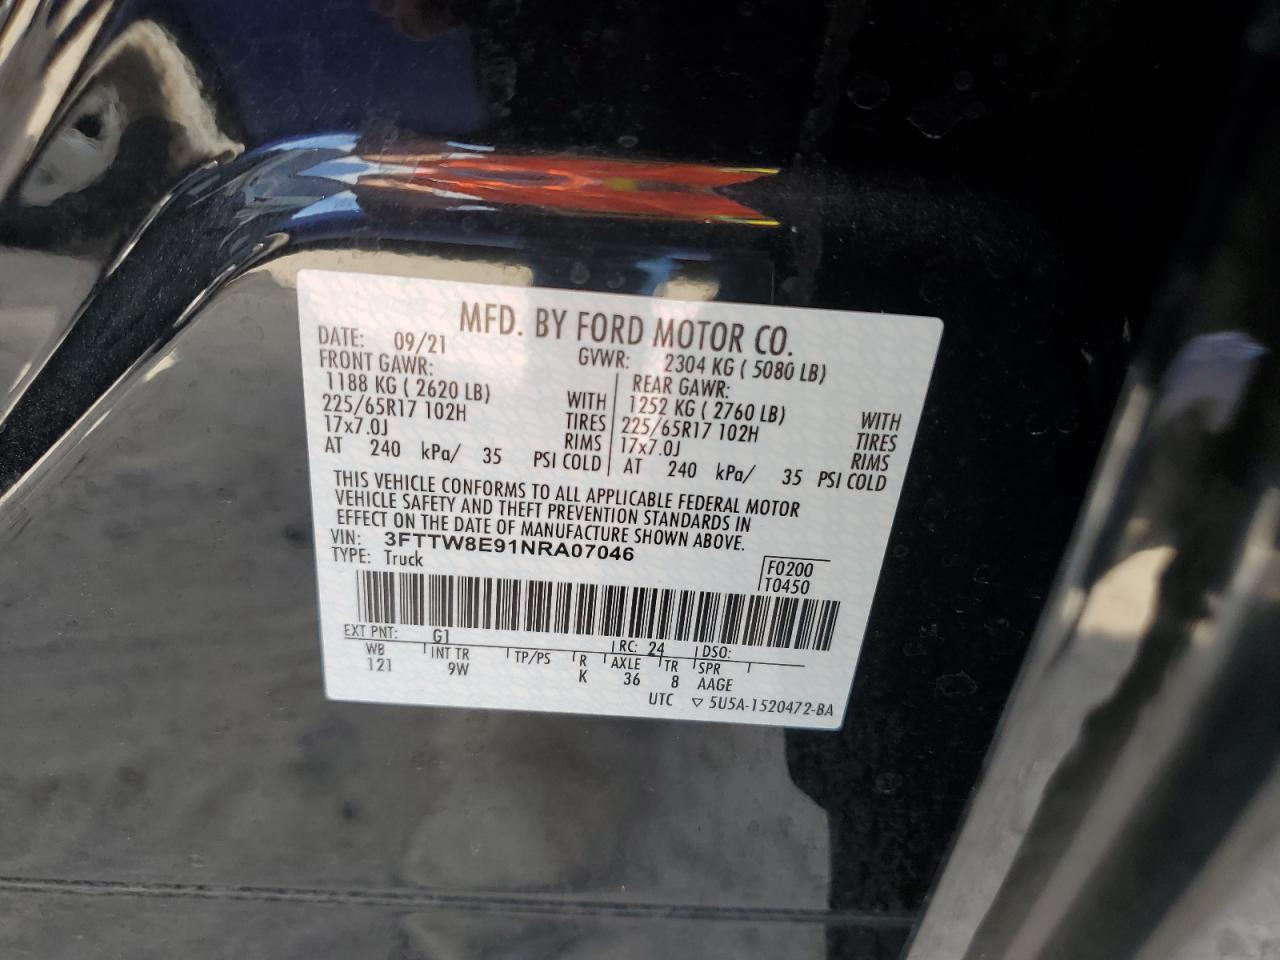 MFD. BY FORD MOTOR CO.
DATE: 09/21 GVWR: 2304 KG ( 5080 LB)
FRONT GAWR: REAR GAWR:
1188 KG ( 2620 LB) WITH 1252 KG ( 2760 LB) WITH
225/65R17 102H TIRES 225/65R17 102H TIRES
17x7.0J RIMS 17x7.0J RIMS
AT 240 kPa/ 35 PSI COLD AT 240 kPa/ 35 PSI COLD
THIS VEHICLE CONFORMS TO ALL APPLICABLE FEDERAL MOTOR
VEHICLE SAFETY AND THEFT PREVENTION STANDARDS IN
EFFECT ON THE DATE OF MANUFACTURE SHOWN ABOVE.
VIN: 3FTTW8E91NRA07046
TYPE: Truck
F0200
T0450
EXT PNT: G1 RC: 24 DSO:
WB INT TR TP/PS R AXLE TR SPR
121 9W K 36 8 AAGE
UTC ▽ 5U5A-1520472-BA